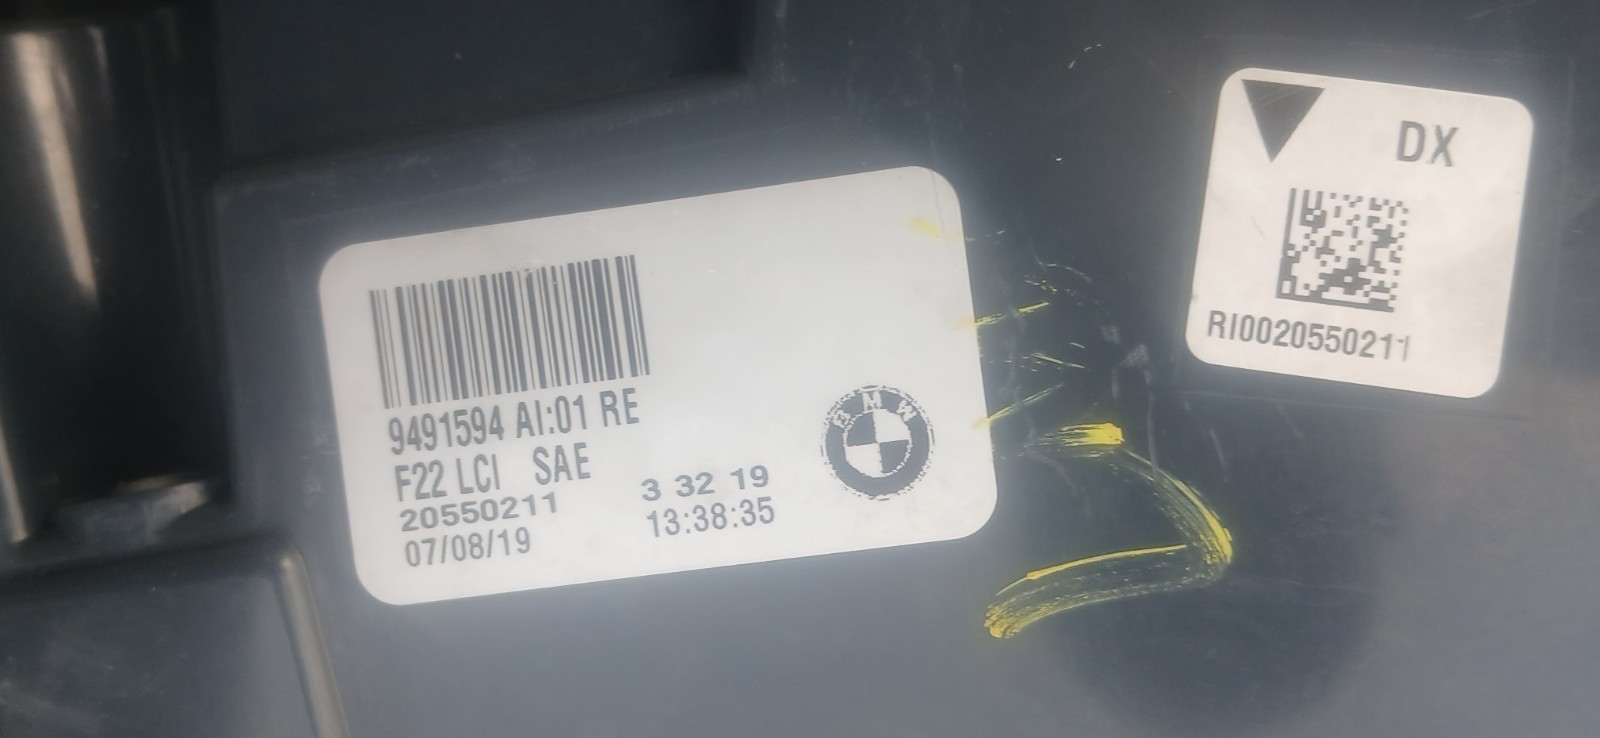 9491594 AI:01 RE
F22 LCI SAE
20550211
07/08/19
3 32 19
13:38:35
BMW
DX
RI0020550211